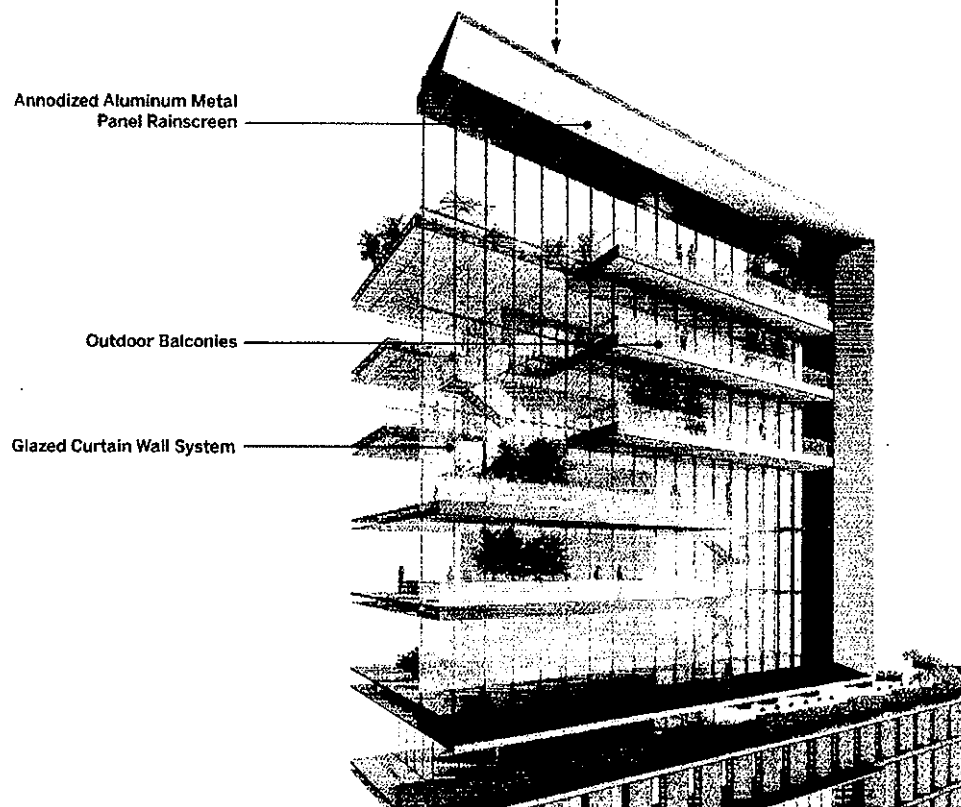 Annodized Aluminum Metal
Panel Rainscreen
Outdoor Balconies
Glazed Curtain Wall System